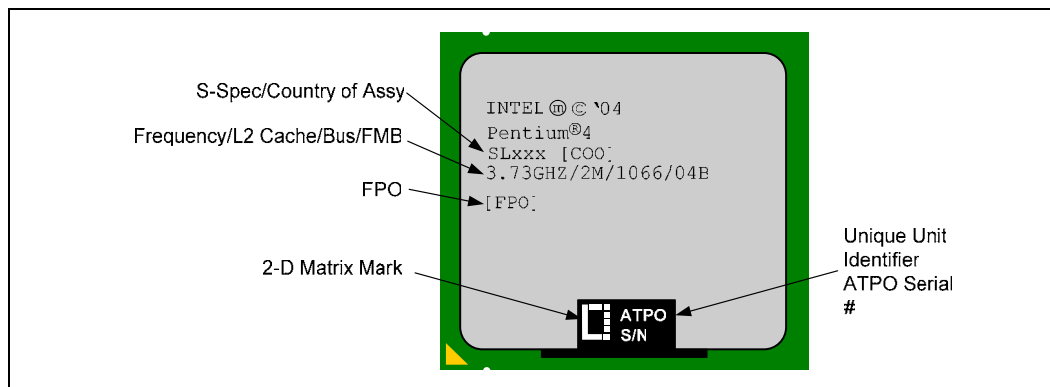 S-Spec/Country of Assy
Frequency/L2 Cache/Bus/FMB
FPO
2-D Matrix Mark
INTEL ⓜ © '04
Pentium®4
SLxxx [COO]
3.73GHZ/2M/1066/04B
[FPO]
ATPO
S/N
Unique Unit
Identifier
ATPO Serial
#